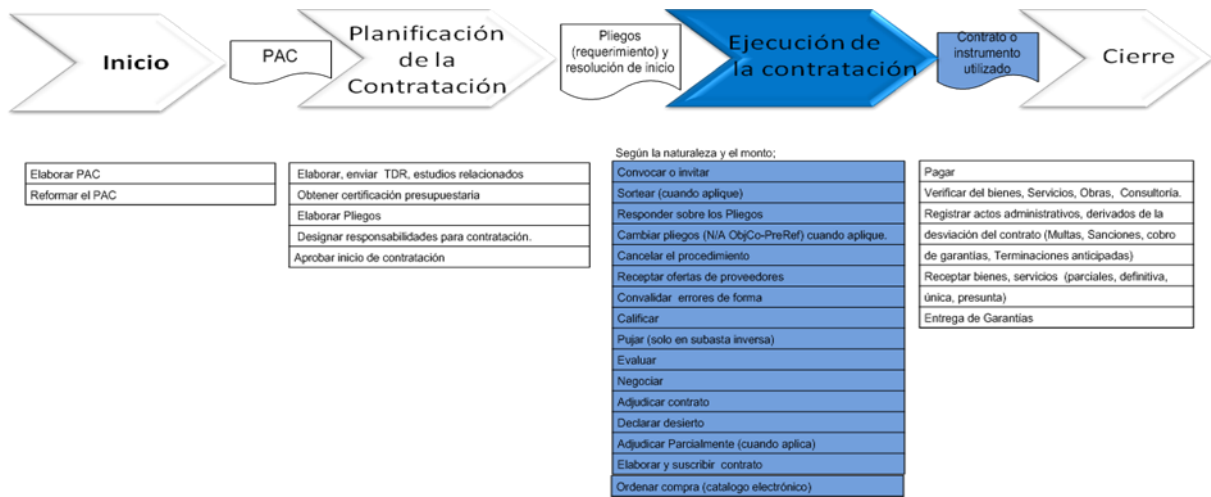 Inicio
PAC
Planificación
de la
Contratación
Pliegos
(requerimiento) y
resolución de inicio
Ejecución de
la contratación
Contrato o
instrumento
utilizado
Cierre
Elaborar PAC
Reformar el PAC
Elaborar, enviar TDR, estudios relacionados
Obtener certificación presupuestaria
Elaborar Pliegos
Designar responsabilidades para contratación.
Aprobar inicio de contratación
Según la naturaleza y el monto;
Convocar o invitar
Sortear (cuando aplique)
Responder sobre los Pliegos
Cambiar pliegos (N/A ObjCo-PreRef) cuando aplique.
Cancelar el procedimiento
Receptar ofertas de proveedores
Convalidar errores de forma
Calificar
Pujar (solo en subasta inversa)
Evaluar
Negociar
Adjudicar contrato
Declarar desierto
Adjudicar Parcialmente (cuando aplica)
Elaborar y suscribir contrato
Ordenar compra (catalogo electrónico)
Pagar
Verificar del bienes, Servicios, Obras, Consultoría.
Registrar actos administrativos, derivados de la
desviación del contrato (Multas, Sanciones, cobro
de garantías, Terminaciones anticipadas)
Receptar bienes, servicios (parciales, definitiva,
única, presunta)
Entrega de Garantías